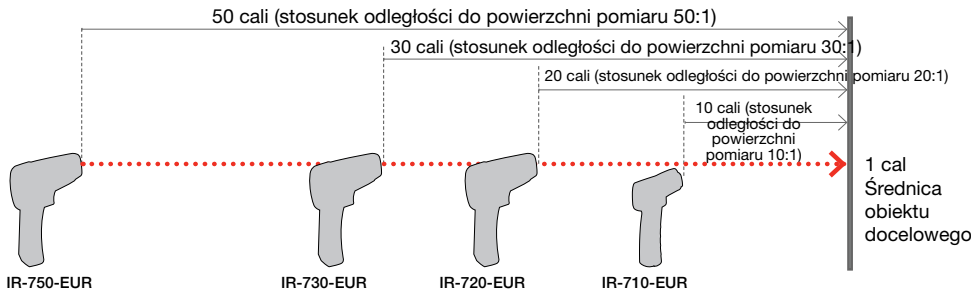 50 cali (stosunek odległości do powierzchni pomiaru 50:1)
30 cali (stosunek odległości do powierzchni pomiaru 30:1)
20 cali (stosunek odległości do powierzchni pomiaru 20:1)
10 cali (stosunek
odległości do
powierzchni
pomiaru 10:1)
1 cal
Średnica
obiektu
docelowego
IR-750-EUR
IR-730-EUR
IR-720-EUR
IR-710-EUR